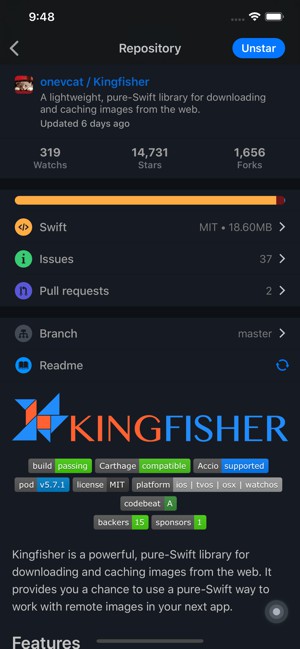 9:48
Repository
Unstar
onevcat / Kingfisher
A lightweight, pure-Swift library for downloading
and caching images from the web.
Updated 6 days ago
319 14,731 1,656
Watchs Stars Forks
Swift MIT • 18.60MB
Issues 37
Pull requests 2
Branch master
Readme
KINGFISHER
build passing Carthage compatible Accio supported
pod v5.7.1 license MIT platform ios | tvos | osx | watchos
codebeat A
backers 15 sponsors 1
Kingfisher is a powerful, pure-Swift library for
downloading and caching images from the web. It
provides you a chance to use a pure-Swift way to
work with remote images in your next app.
Features